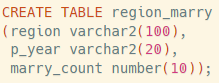 CREATE TABLE region_marry
(region varchar2(100),
p_year varchar2(20),
marry_count number(10));